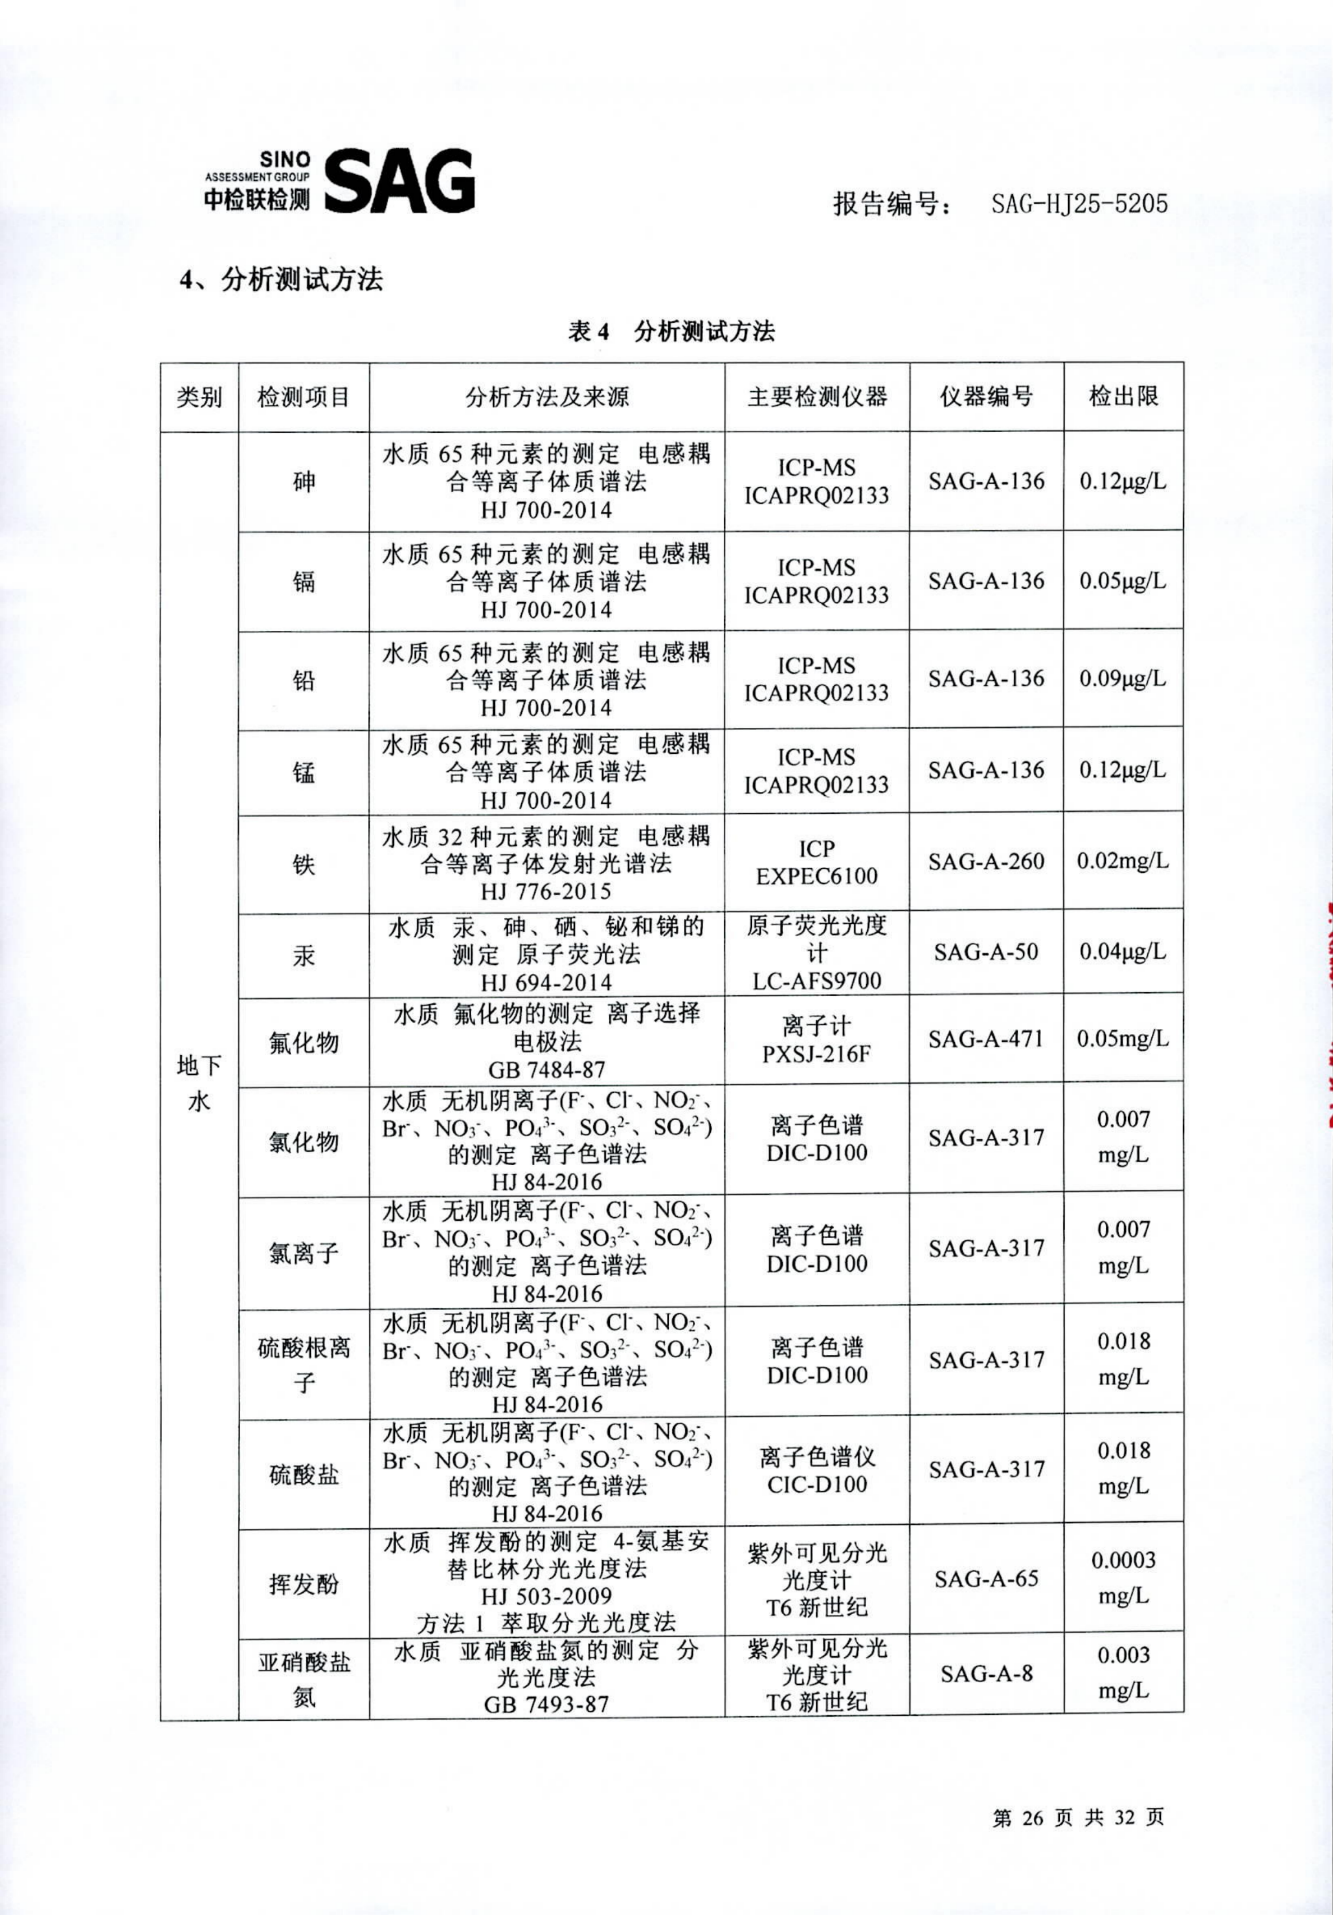 SINO
ASSESSMENT GROUP
中检联检测
SAG
报告编号： SAG-HJ25-5205
4、分析测试方法
表 4 分析测试方法
类别 检测项目 分析方法及来源 主要检测仪器 仪器编号 检出限
地下
水
砷
水质 65 种元素的测定 电感耦
合等离子体质谱法
HJ 700-2014
ICP-MS
ICAPRQ02133
SAG-A-136
0.12μg/L
镉
水质 65 种元素的测定 电感耦
合等离子体质谱法
HJ 700-2014
ICP-MS
ICAPRQ02133
SAG-A-136
0.05μg/L
铅
水质 65 种元素的测定 电感耦
合等离子体质谱法
HJ 700-2014
ICP-MS
ICAPRQ02133
SAG-A-136
0.09μg/L
锰
水质 65 种元素的测定 电感耦
合等离子体质谱法
HJ 700-2014
ICP-MS
ICAPRQ02133
SAG-A-136
0.12μg/L
铁
水质 32 种元素的测定 电感耦
合等离子体发射光谱法
HJ 776-2015
ICP
EXPEC6100
SAG-A-260
0.02mg/L
汞
水质 汞、砷、硒、铋和锑的
测定 原子荧光法
HJ 694-2014
原子荧光光度
计
LC-AFS9700
SAG-A-50
0.04μg/L
氟化物
水质 氟化物的测定 离子选择
电极法
GB 7484-87
离子计
PXSJ-216F
SAG-A-471
0.05mg/L
氯化物
水质 无机阴离子(F⁻、Cl⁻、NO₂⁻、
Br⁻、NO₃⁻、PO₄³⁻、SO₃²⁻、SO₄²⁻)
的测定 离子色谱法
HJ 84-2016
离子色谱
DIC-D100
SAG-A-317
0.007
mg/L
氯离子
水质 无机阴离子(F⁻、Cl⁻、NO₂⁻、
Br⁻、NO₃⁻、PO₄³⁻、SO₃²⁻、SO₄²⁻)
的测定 离子色谱法
HJ 84-2016
离子色谱
DIC-D100
SAG-A-317
0.007
mg/L
硫酸根离
子
水质 无机阴离子(F⁻、Cl⁻、NO₂⁻、
Br⁻、NO₃⁻、PO₄³⁻、SO₃²⁻、SO₄²⁻)
的测定 离子色谱法
HJ 84-2016
离子色谱
DIC-D100
SAG-A-317
0.018
mg/L
硫酸盐
水质 无机阴离子(F⁻、Cl⁻、NO₂⁻、
Br⁻、NO₃⁻、PO₄³⁻、SO₃²⁻、SO₄²⁻)
的测定 离子色谱法
HJ 84-2016
离子色谱仪
CIC-D100
SAG-A-317
0.018
mg/L
挥发酚
水质 挥发酚的测定 4-氨基安
替比林分光光度法
HJ 503-2009
方法 1 萃取分光光度法
紫外可见分光
光度计
T6 新世纪
SAG-A-65
0.0003
mg/L
亚硝酸盐
氮
水质 亚硝酸盐氮的测定 分
光光度法
GB 7493-87
紫外可见分光
光度计
T6 新世纪
SAG-A-8
0.003
mg/L
第 26 页 共 32 页